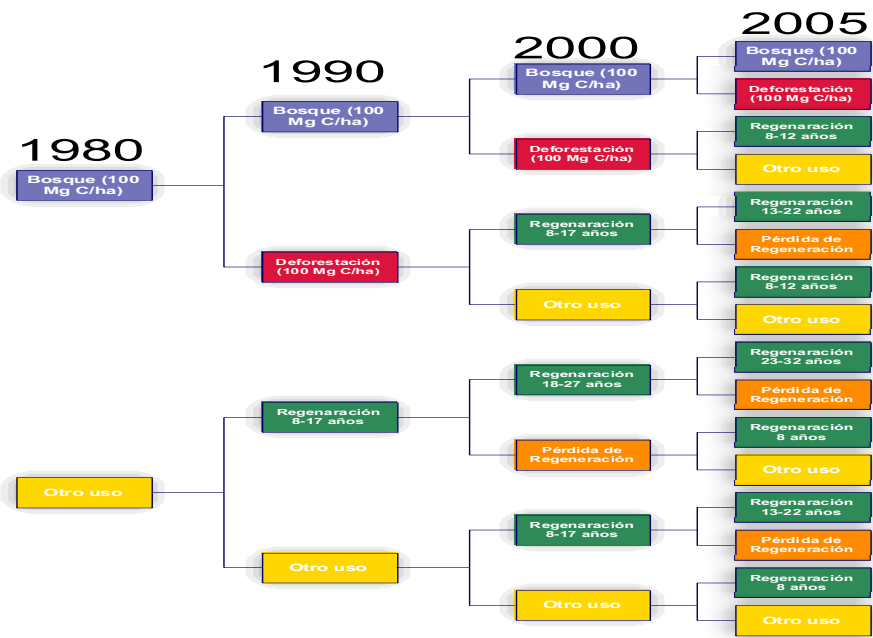 1980
Bosque (100
Mg C/ha)
Otro uso
1990
Bosque (100
Mg C/ha)
Deforestación
(100 Mg C/ha)
Regenaración
8-17 años
Otro uso
2000
Bosque (100
Mg C/ha)
Deforestación
(100 Mg C/ha)
Regenaración
8-17 años
Otro uso
Regenaración
18-27 años
Pérdida de
Regeneración
Regenaración
8-17 años
Otro uso
2005
Bosque (100
Mg C/ha)
Deforestación
(100 Mg C/ha)
Regenaración
8-12 años
Otro uso
Regenaración
13-22 años
Pérdida de
Regeneración
Regenaración
8-12 años
Otro uso
Regenaración
23-32 años
Pérdida de
Regeneración
Regenaración
8 años
Otro uso
Regenaración
13-22 años
Pérdida de
Regeneración
Regenaración
8 años
Otro uso